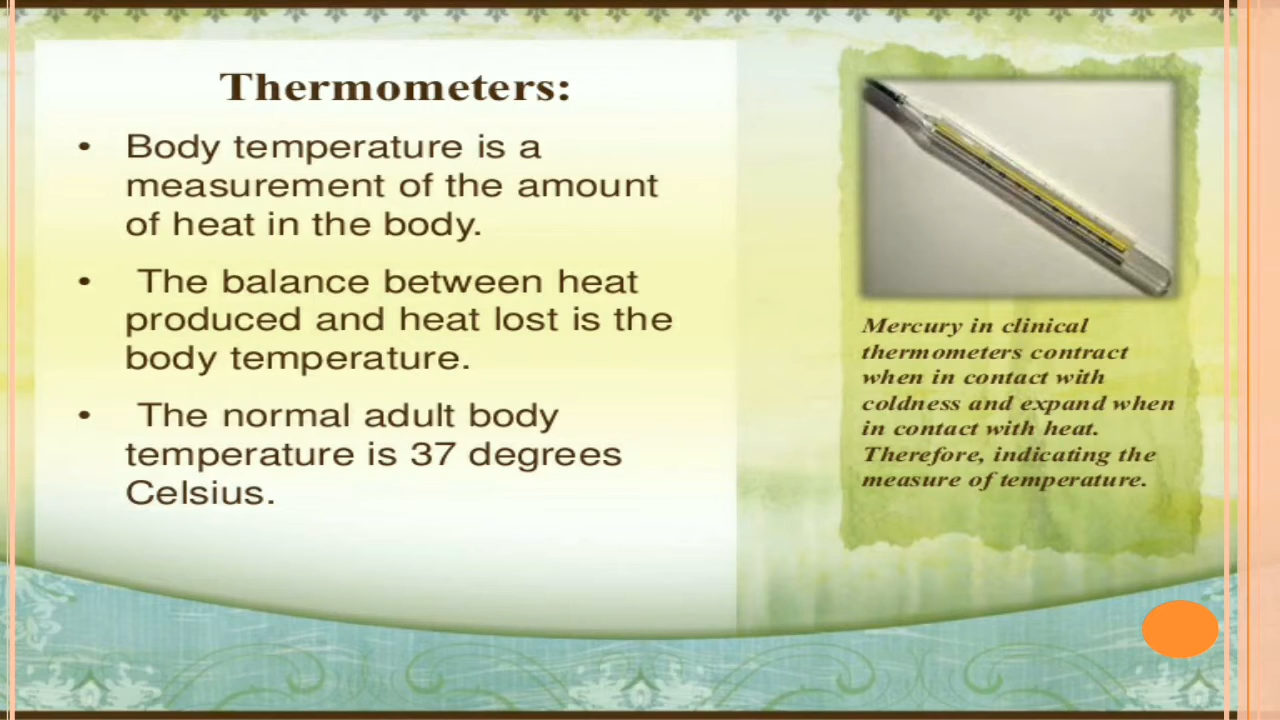 Thermometers:
• Body temperature is a
measurement of the amount
of heat in the body.
• The balance between heat
produced and heat lost is the
body temperature.
• The normal adult body
temperature is 37 degrees
Celsius.
Mercury in clinical
thermometers contract
when in contact with
coldness and expand when
in contact with heat.
Therefore, indicating the
measure of temperature.